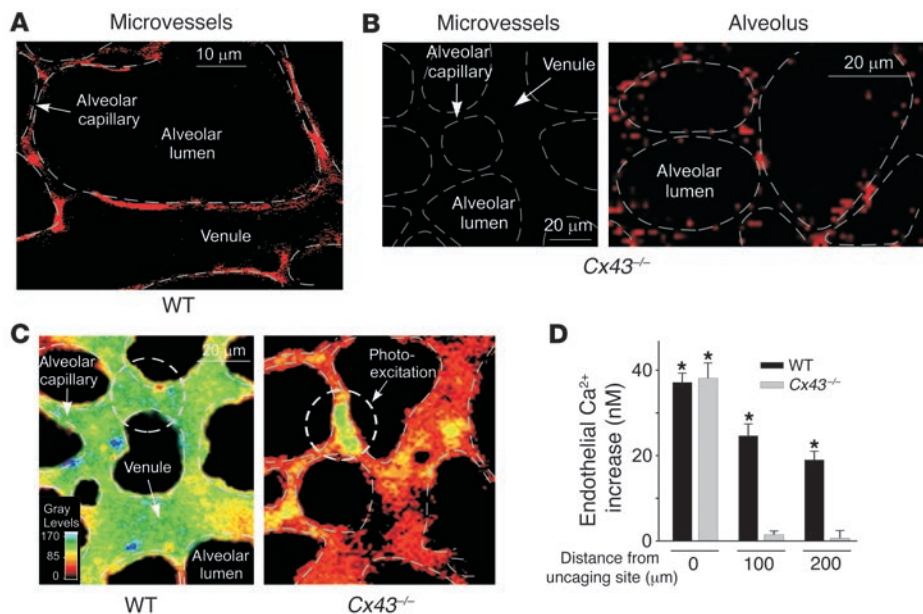 A
Microvessels
10 μm
Alveolar
capillary
Alveolar
lumen
Venule
WT
B
Microvessels
Alveolus
Alveolar
capillary
Venule
Alveolar
lumen
20 μm
20 μm
Alveolar
lumen
Cx43–/–
C
Alveolar
capillary
20 μm
Venule
Gray
Levels
170
85
0
Alveolar
lumen
WT
Photo-
excitation
Cx43–/–
D
Endothelial Ca2+
increase (nM)
40
20
0
WT
Cx43–/–
* * * *
Distance from
uncaging site (μm)
0 100 200